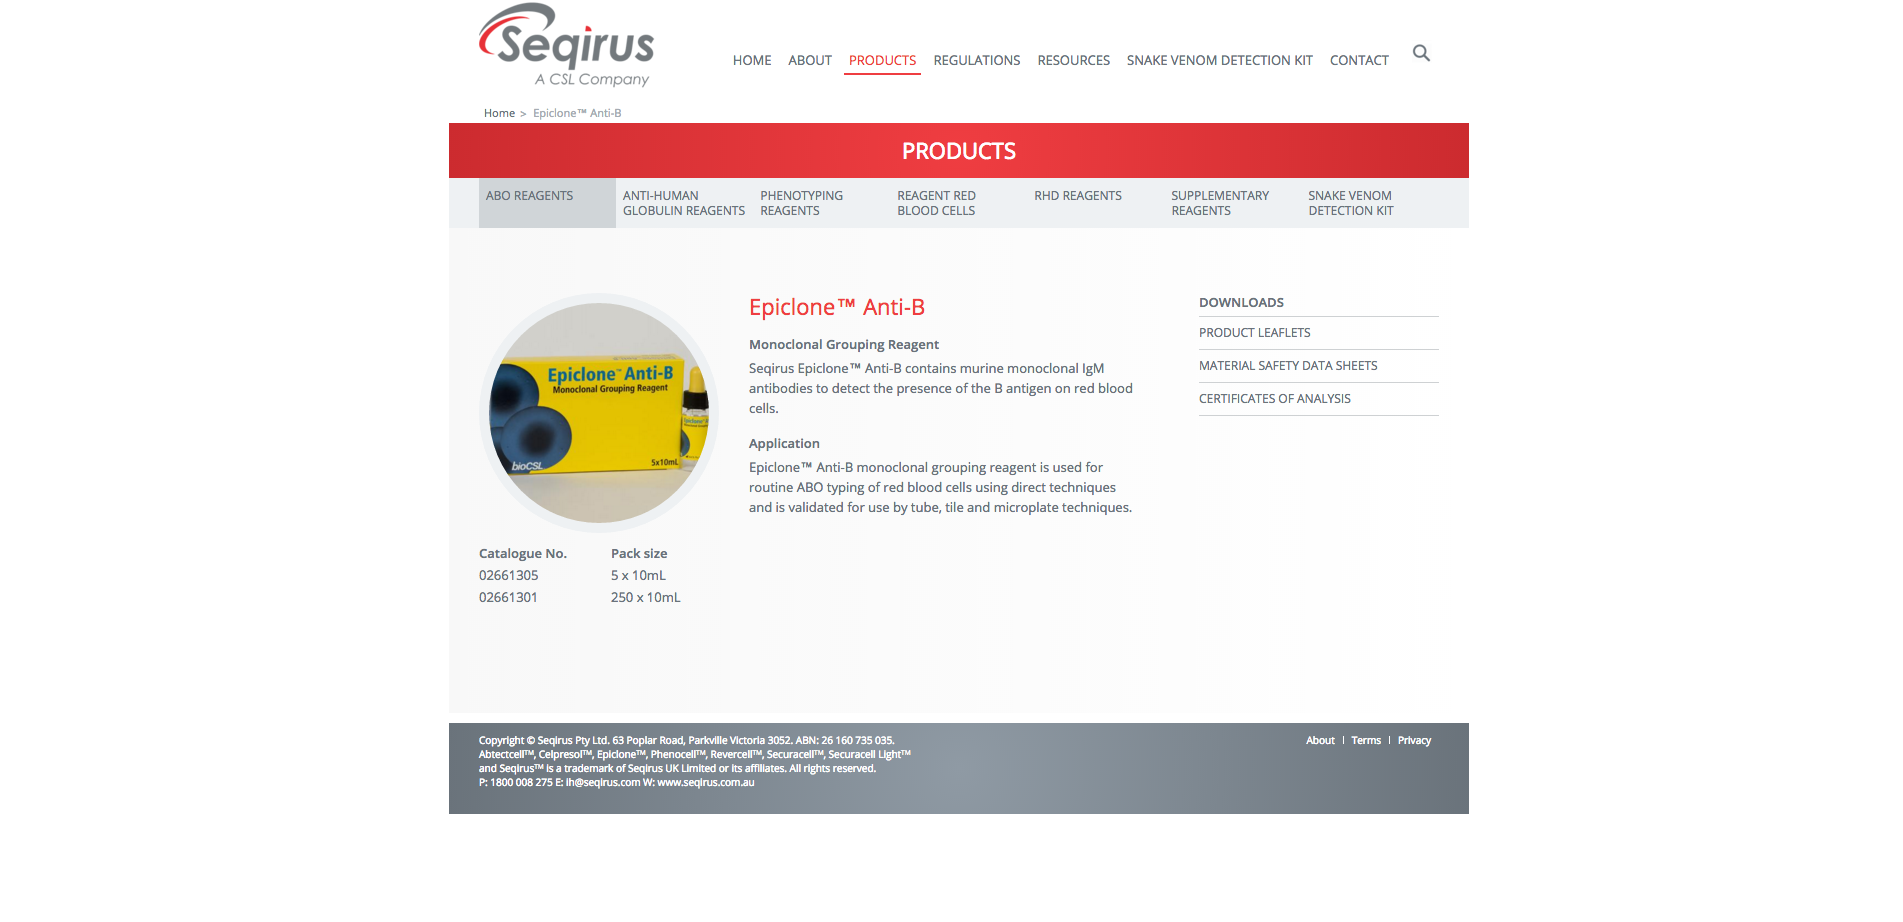 Seqirus
A CSL Company
HOME ABOUT PRODUCTS REGULATIONS RESOURCES SNAKE VENOM DETECTION KIT CONTACT
Home > Epiclone™ Anti-B
PRODUCTS
ABO REAGENTS
ANTI-HUMAN
GLOBULIN REAGENTS
PHENOTYPING
REAGENTS
REAGENT RED
BLOOD CELLS
RHD REAGENTS
SUPPLEMENTARY
REAGENTS
SNAKE VENOM
DETECTION KIT
Epiclone™ Anti-B
Monoclonal Grouping Reagent
bioCSL
5x10mL
Catalogue No. Pack size
02661305 5 x 10mL
02661301 250 x 10mL
Epiclone™ Anti-B
Monoclonal Grouping Reagent
Seqirus Epiclone™ Anti-B contains murine monoclonal IgM
antibodies to detect the presence of the B antigen on red blood
cells.
Application
Epiclone™ Anti-B monoclonal grouping reagent is used for
routine ABO typing of red blood cells using direct techniques
and is validated for use by tube, tile and microplate techniques.
DOWNLOADS
PRODUCT LEAFLETS
MATERIAL SAFETY DATA SHEETS
CERTIFICATES OF ANALYSIS
Copyright © Seqirus Pty Ltd. 63 Poplar Road, Parkville Victoria 3052. ABN: 26 160 735 035.
Abtectcell™, Celpresol™, Epiclone™, Phenocell™, Revercell™, Securacell™, Securacell Light™
and Seqirus™ is a trademark of Seqirus UK Limited or its affiliates. All rights reserved.
P: 1800 008 275 E: ih@seqirus.com W: www.seqirus.com.au
About | Terms | Privacy